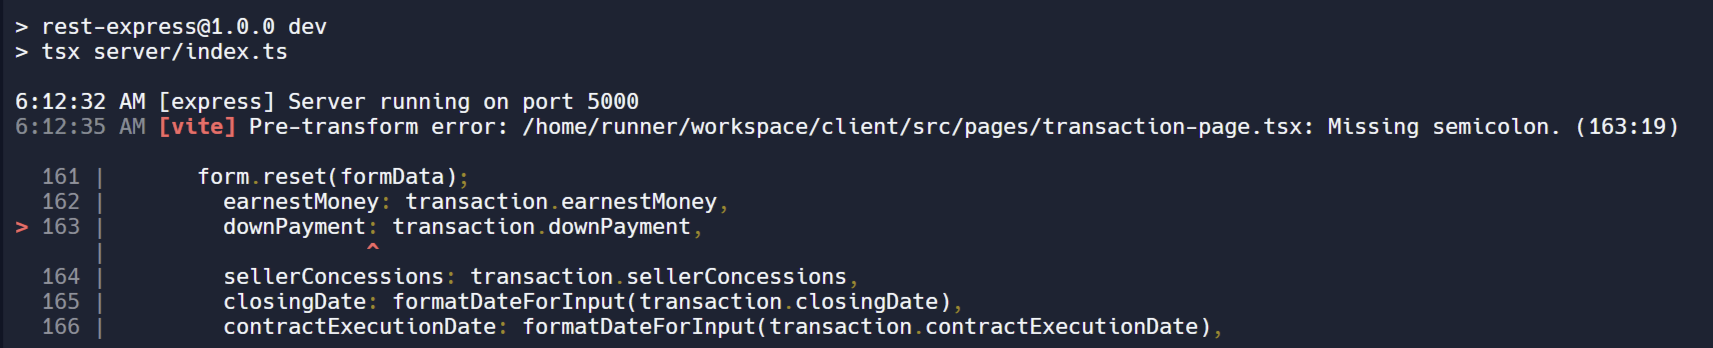 > rest-express@1.0.0 dev
> tsx server/index.ts
6:12:32 AM [express] Server running on port 5000
6:12:35 AM [vite] Pre-transform error: /home/runner/workspace/client/src/pages/transaction-page.tsx: Missing semicolon. (163:19)
161 |       form.reset(formData);
162 |         earnestMoney: transaction.earnestMoney,
> 163 |         downPayment: transaction.downPayment,
|                    ^
164 |         sellerConcessions: transaction.sellerConcessions,
165 |         closingDate: formatDateForInput(transaction.closingDate),
166 |         contractExecutionDate: formatDateForInput(transaction.contractExecutionDate),